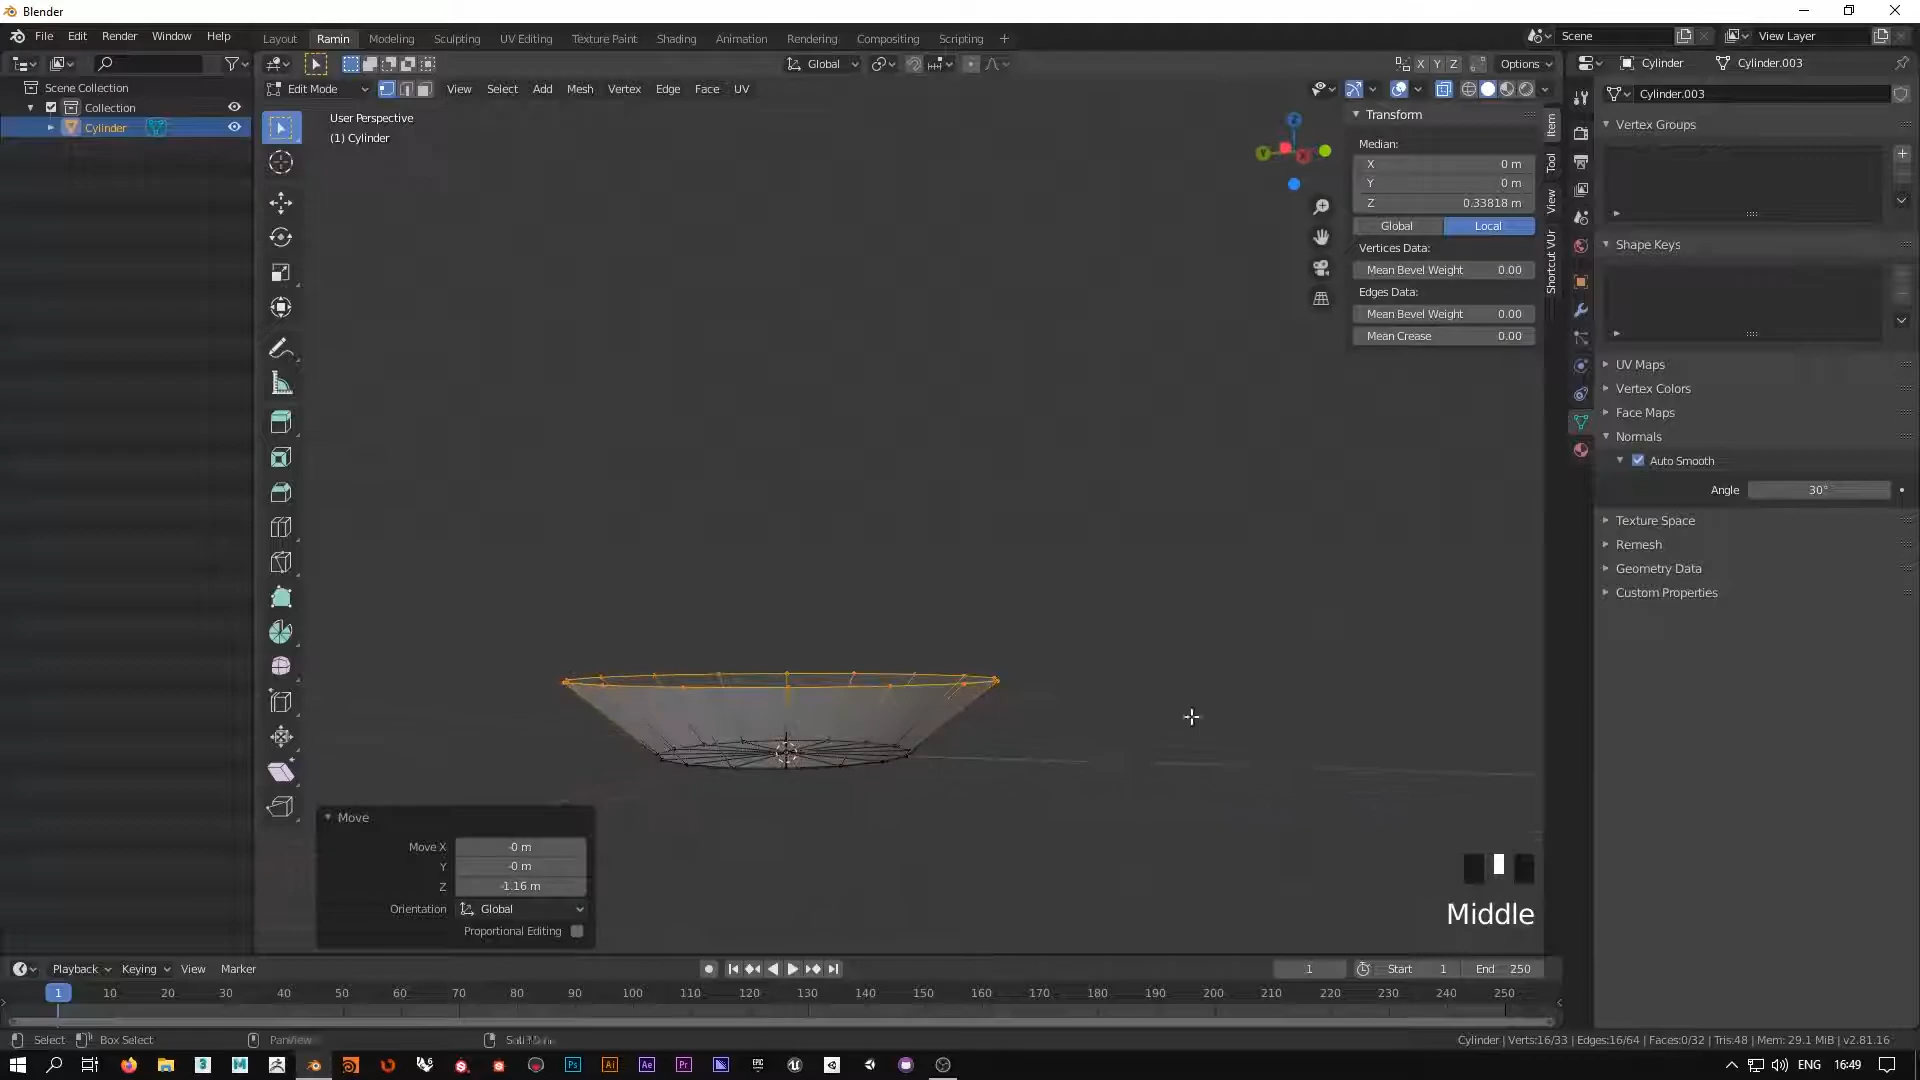 Blender
File Edit Render Window Help
Layout Ramin Modeling Sculpting UV Editing Texture Paint Shading Animation Rendering Compositing Scripting +
Scene View Layer
Global X Y Z Options
Cylinder Cylinder.003
Edit Mode View Select Add Mesh Vertex Edge Face UV
Scene Collection
Collection
Cylinder
User Perspective
(1) Cylinder
Z
Y
X
Transform
Median:
X 0 m
Y 0 m
Z 0.33818 m
Global Local
Vertices Data:
Mean Bevel Weight 0.00
Edges Data:
Mean Bevel Weight 0.00
Mean Crease 0.00
Item
Tool
View
Shortcut VUr
Cylinder.003
Vertex Groups
Shape Keys
UV Maps
Vertex Colors
Face Maps
Normals
Auto Smooth
Angle 30°
Texture Space
Remesh
Geometry Data
Custom Properties
Move
Move X -0 m
Y -0 m
Z -1.16 m
Orientation Global
Proportional Editing
Middle
Playback Keying View Marker
1 Start 1 End 250
1 10 20 30 40 50 60 70 80 90 100 110 120 130 140 150 160 170 180 190 200 210 220 230 240 250
Select Box Select
Cylinder | Verts:16/33 | Edges:16/64 | Faces:0/32 | Tris:48 | Mem: 29.1 MiB | v2.81.16
3 M Ps Ai Ae Pr EPIC
ENG 16:49